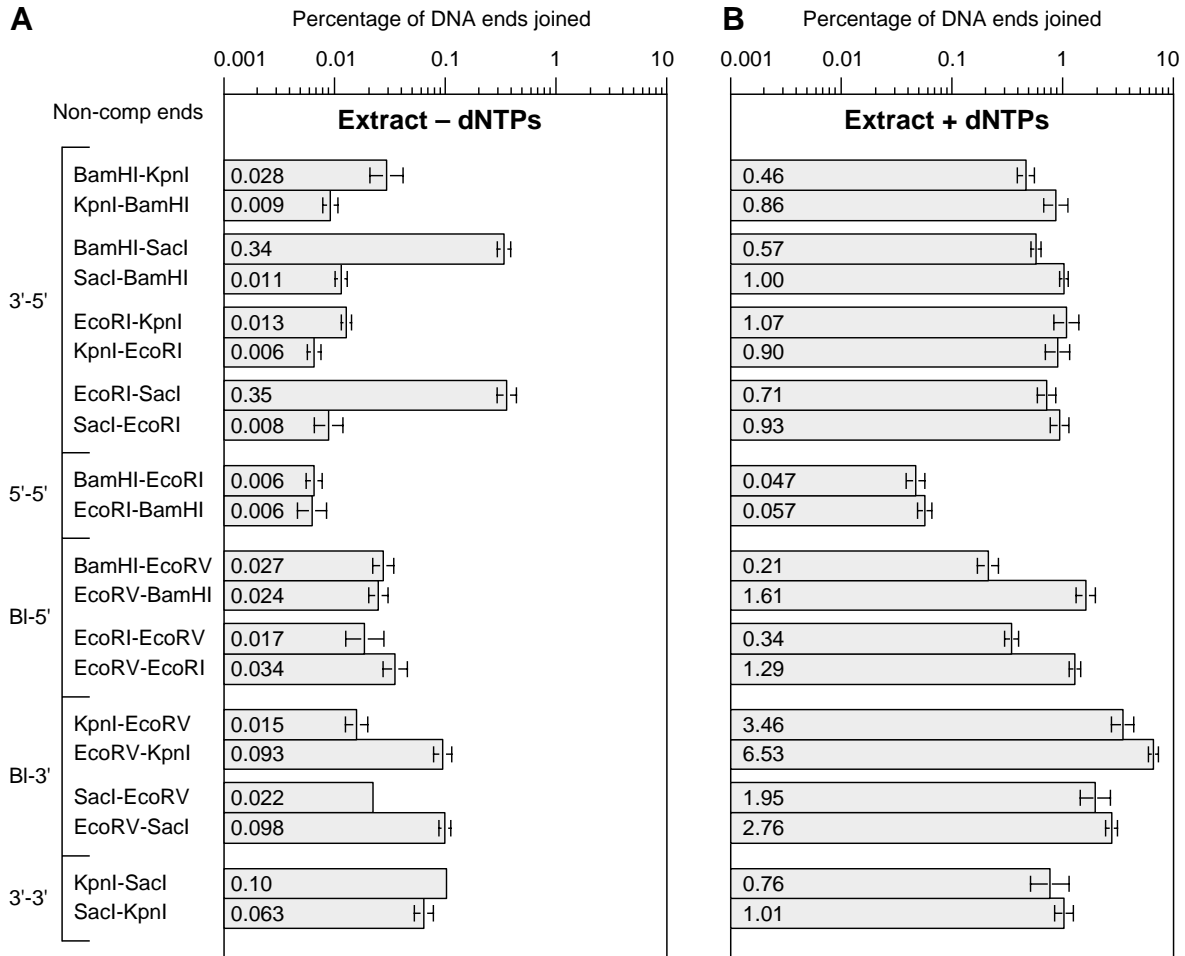 A Percentage of DNA ends joined B Percentage of DNA ends joined
0.001 0.01 0.1 1 10 0.001 0.01 0.1 1 10
Non-comp ends Extract – dNTPs Extract + dNTPs
BamHI-KpnI 0.028 0.46
KpnI-BamHI 0.009 0.86
BamHI-SacI 0.34 0.57
SacI-BamHI 0.011 1.00
3'-5'
EcoRI-KpnI 0.013 1.07
KpnI-EcoRI 0.006 0.90
EcoRI-SacI 0.35 0.71
SacI-EcoRI 0.008 0.93
BamHI-EcoRI 0.006 0.047
5'-5'
EcoRI-BamHI 0.006 0.057
BamHI-EcoRV 0.027 0.21
EcoRV-BamHI 0.024 1.61
Bl-5'
EcoRI-EcoRV 0.017 0.34
EcoRV-EcoRI 0.034 1.29
KpnI-EcoRV 0.015 3.46
EcoRV-KpnI 0.093 6.53
Bl-3'
SacI-EcoRV 0.022 1.95
EcoRV-SacI 0.098 2.76
KpnI-SacI 0.10 0.76
3'-3'
SacI-KpnI 0.063 1.01